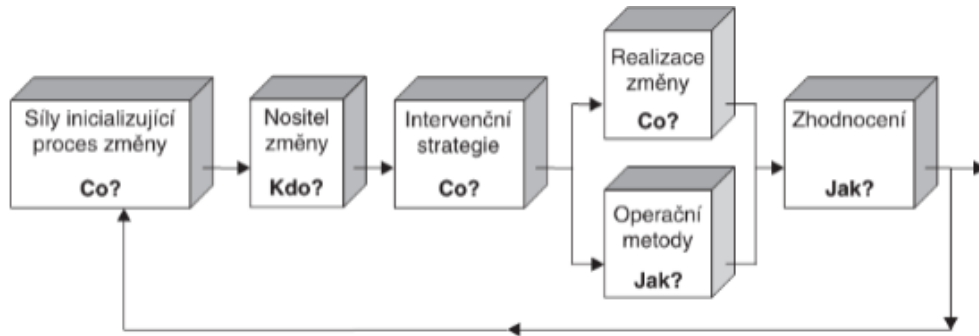 Síly inicializující
proces změny
Co?
Nositel
změny
Kdo?
Intervenční
strategie
Co?
Realizace
změny
Co?
Operační
metody
Jak?
Zhodnocení
Jak?